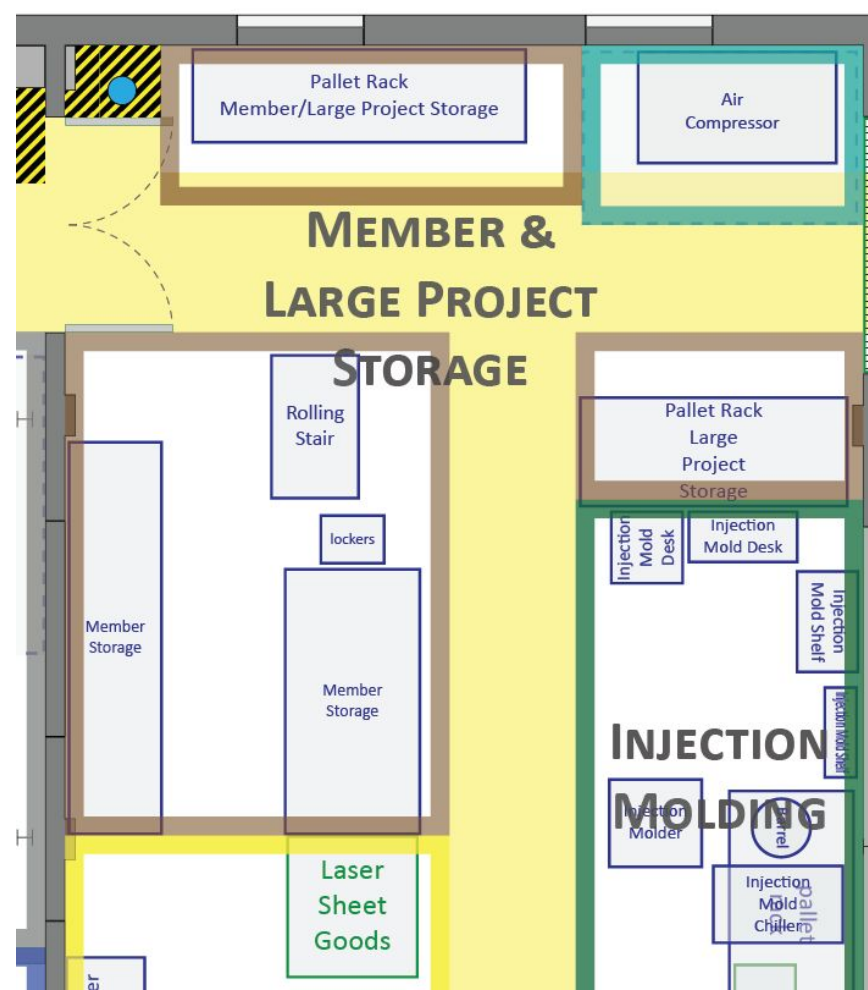 Pallet Rack
Member/Large Project Storage
Air
Compressor
MEMBER &
LARGE PROJECT
STORAGE
Rolling
Stair
lockers
Member
Storage
Member
Storage
Pallet Rack
Large
Project
Storage
Injection
Mold
Desk
Injection
Mold Desk
Injection
Mold Shelf
Injection Mold Shelf
INJECTION
MOLDING
Injection
Molder
Barrel
Injection
Mold
Chiller
pallet
rack
Laser
Sheet
Goods